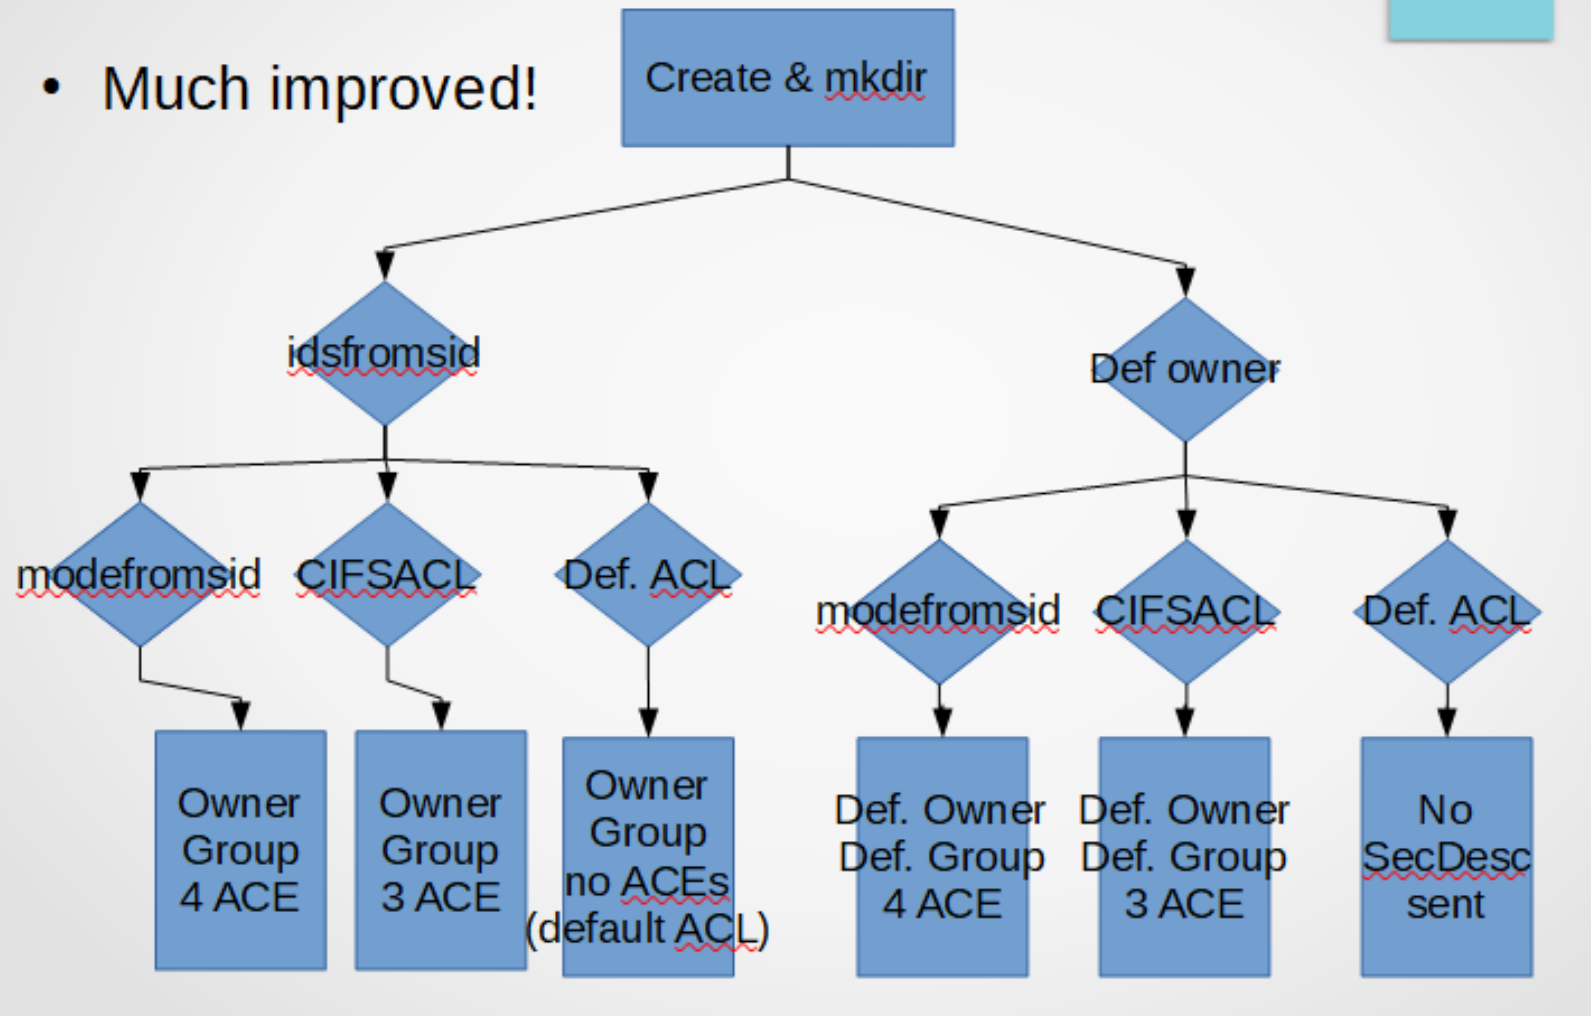 • Much improved!
Create & mkdir
idsfromsid
Def owner
modefromsid
CIFSACL
Def. ACL
modefromsid
CIFSACL
Def. ACL
Owner
Group
4 ACE
Owner
Group
3 ACE
Owner
Group
no ACEs
(default ACL)
Def. Owner
Def. Group
4 ACE
Def. Owner
Def. Group
3 ACE
No
SecDesc
sent